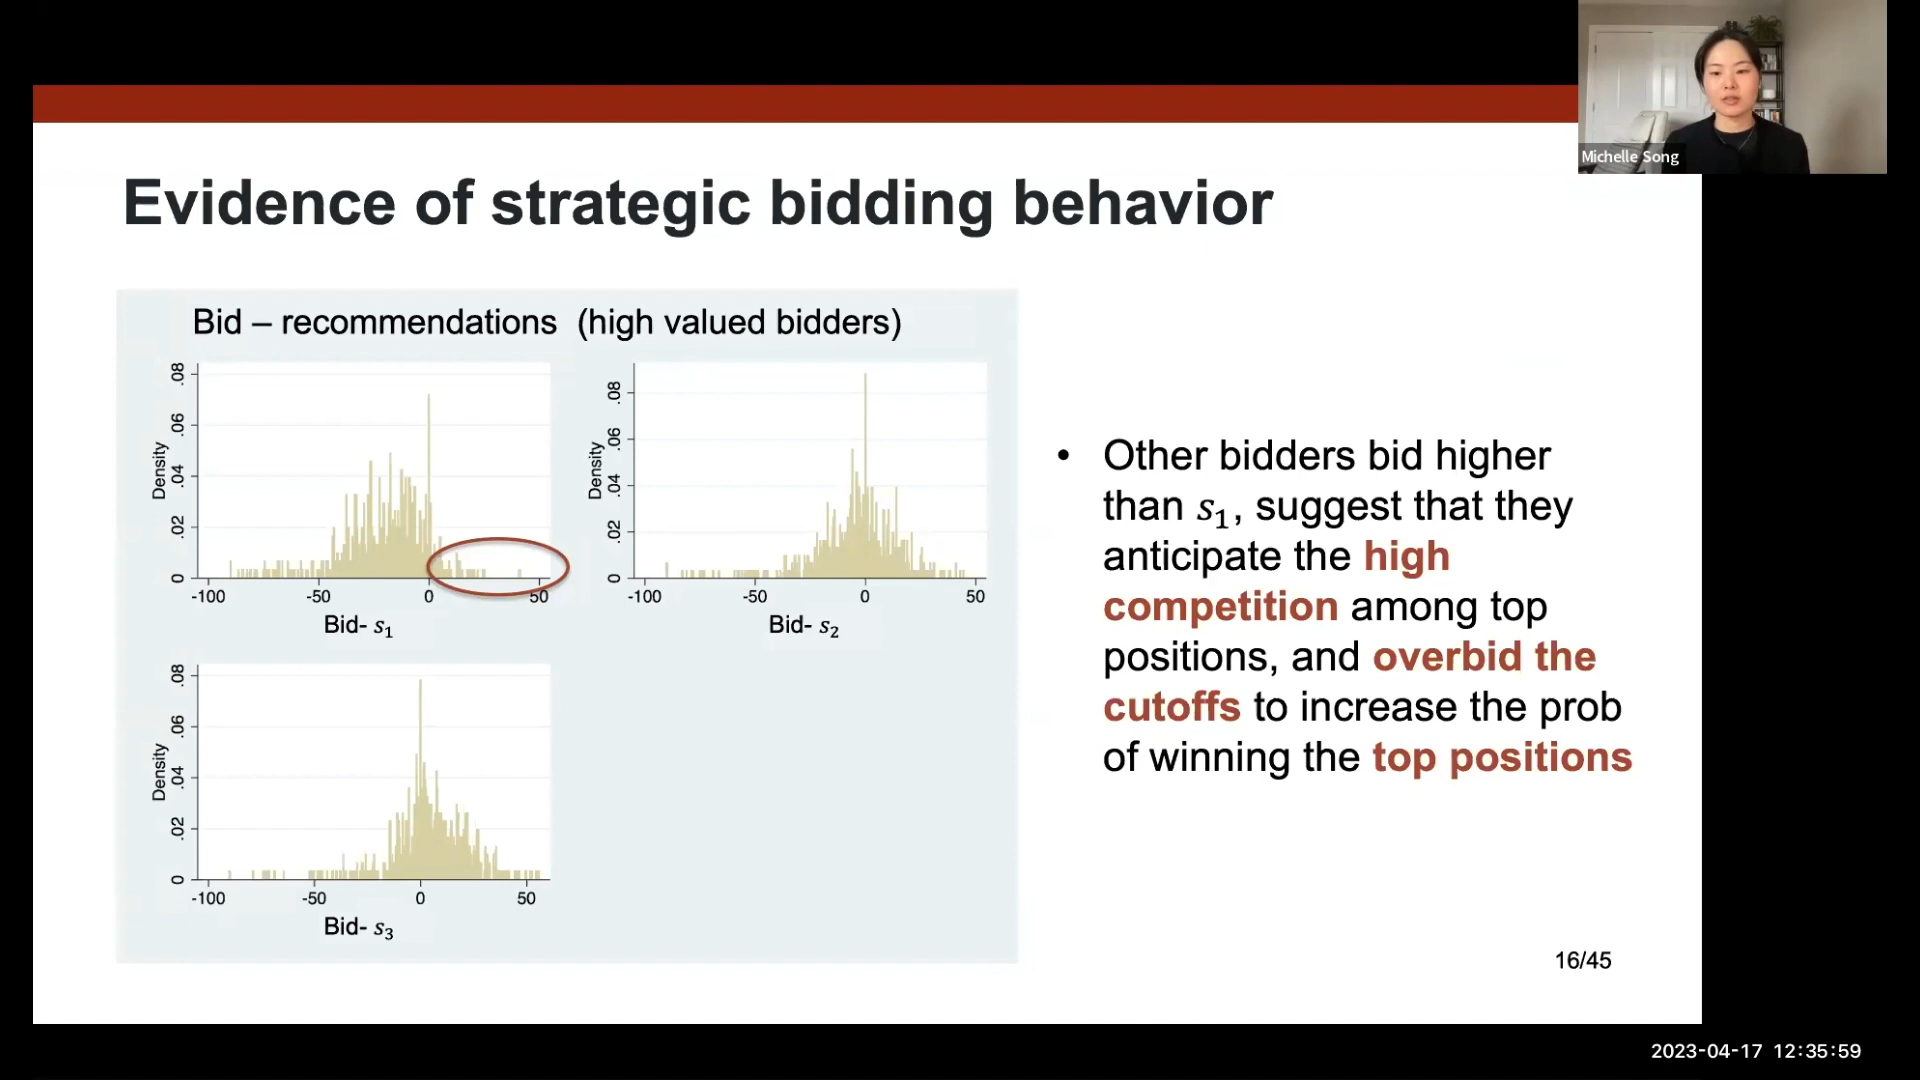 Michelle Song
Evidence of strategic bidding behavior
Bid – recommendations (high valued bidders)
.08
.06
.04
.02
0
Density
-100 -50 0 50
Bid- s₁
.08
.06
.04
.02
0
Density
-100 -50 0 50
Bid- s₂
.08
.06
.04
.02
0
Density
-100 -50 0 50
Bid- s₃
• Other bidders bid higher
than s₁, suggest that they
anticipate the high
competition among top
positions, and overbid the
cutoffs to increase the prob
of winning the top positions
16/45
2023-04-17 12:35:59